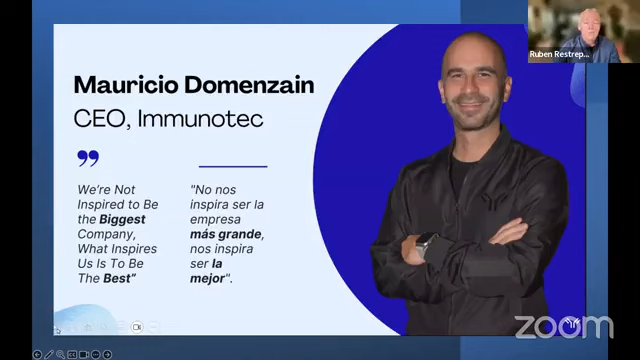 Ruben Restrep...
Mauricio Domenzain
CEO, Immunotec
We're Not
Inspired to Be
the Biggest
Company,
What Inspires
Us Is To Be
The Best”
"No nos
inspira ser la
empresa
más grande,
nos inspira
ser la
mejor".
zoom